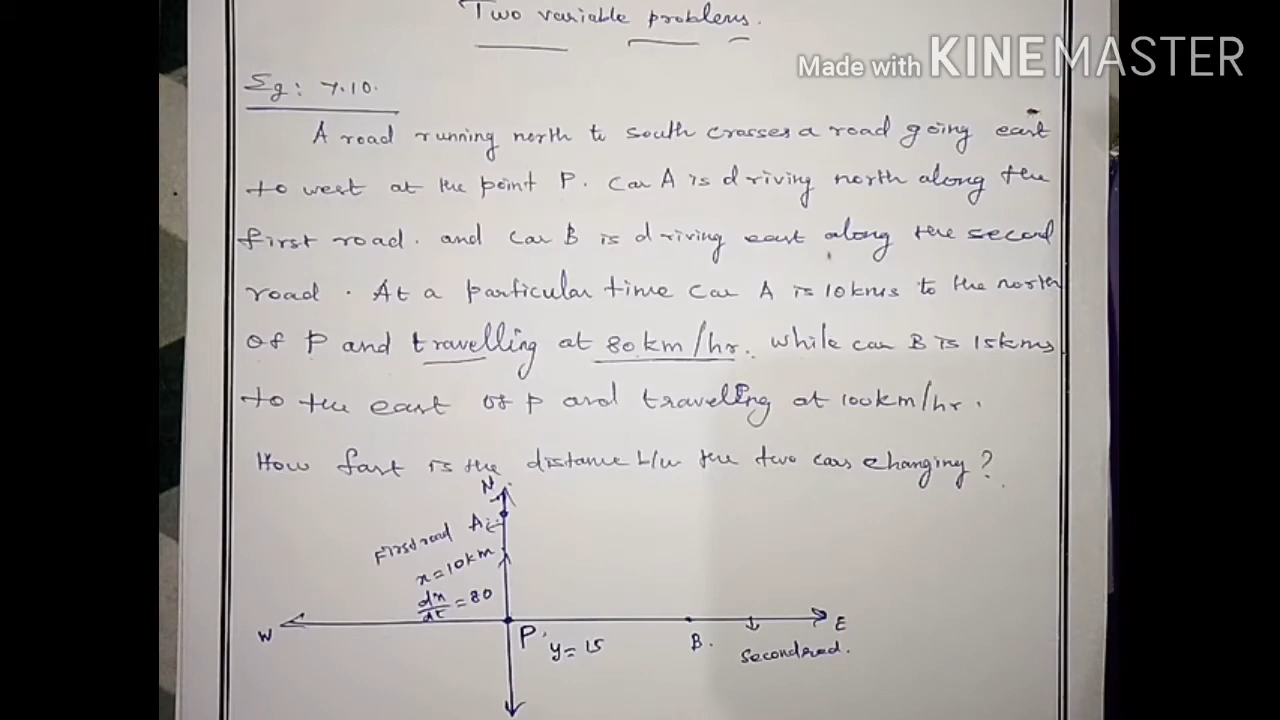 Two variable problems.
Made with KINEMASTER
Eg: 7.10.
A road running north to south crosses a road going east
to west at the point P. Car A is driving north along the
first road. and car B is driving east along the second
road. At a particular time car A is 10kms to the north
of P and travelling at 80km/hr. while car B is 15kms
to the east of P and traveling at 100km/hr.
How fast is the distance b/w the two cars changing?
N
First road A
x=10km
dx/dt = 80
W
P
y= 15
B.
E
Second road.